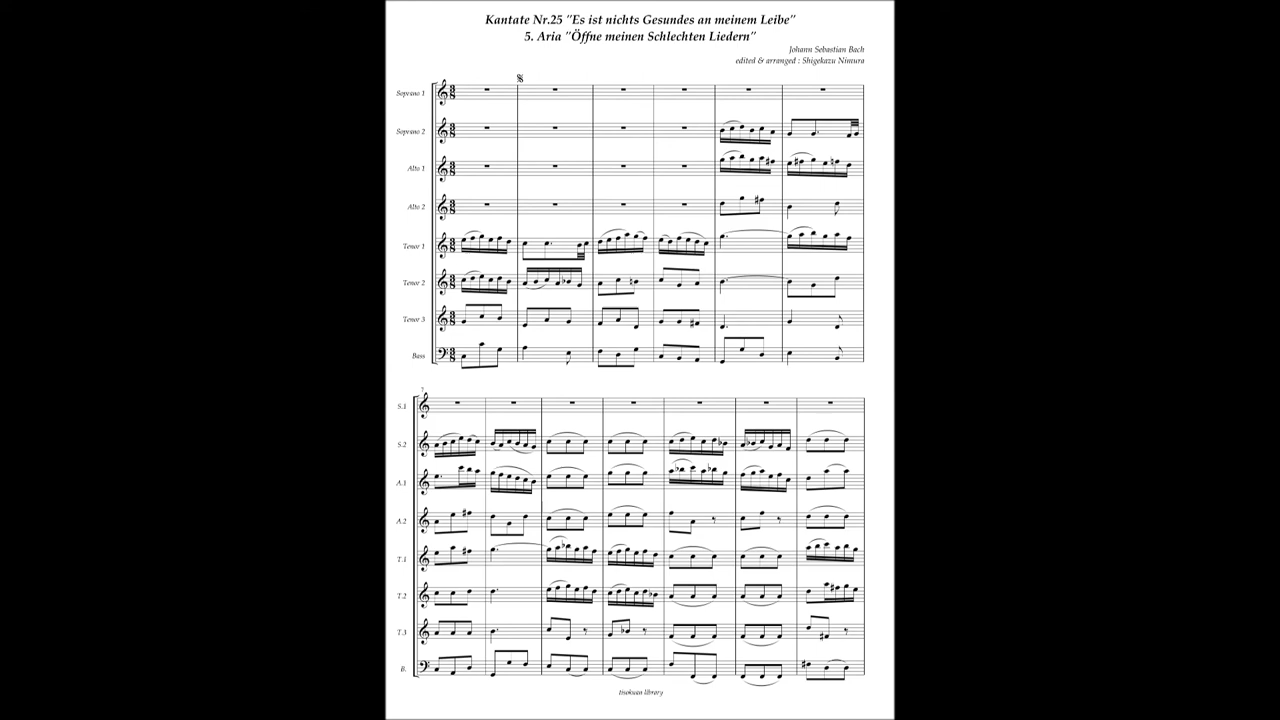 Kantate Nr.25 "Es ist nichts Gesundes an meinem Leibe"
5. Aria "Öffne meinen Schlechten Liedern"
Johann Sebastian Bach
edited & arranged : Shigekazu Nimura
Soprano 1
Soprano 2
Alto 1
Alto 2
Tenor 1
Tenor 2
Tenor 3
Bass
7
S.1
S.2
A.1
A.2
T.1
T.2
T.3
B.
tisokuan library